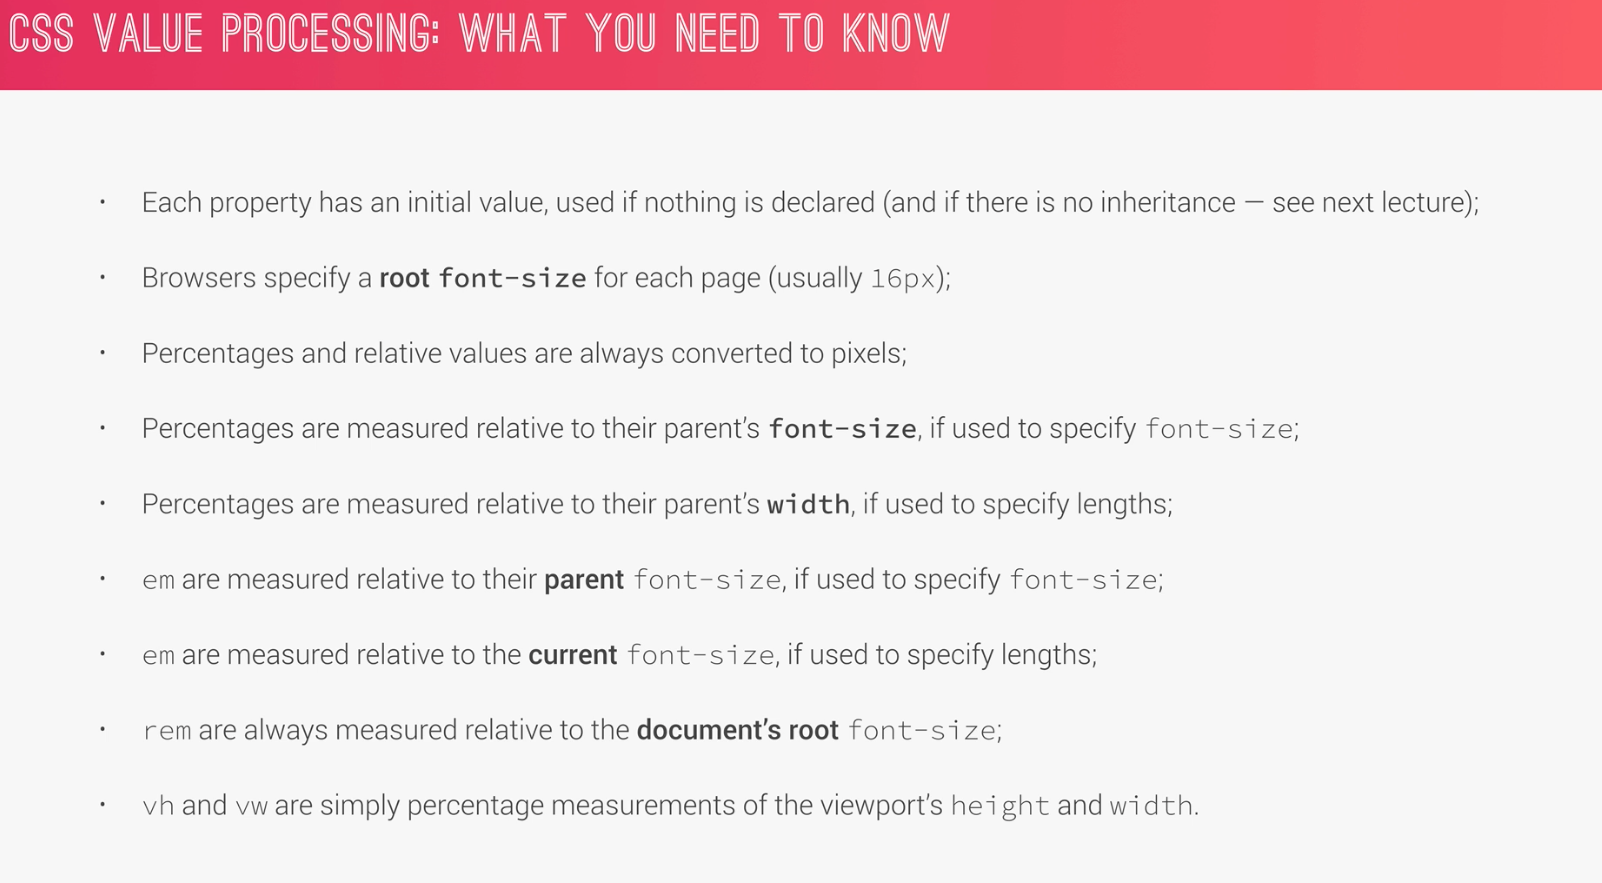 CSS VALUE PROCESSING: WHAT YOU NEED TO KNOW
• Each property has an initial value, used if nothing is declared (and if there is no inheritance — see next lecture);
• Browsers specify a root font-size for each page (usually 16px);
• Percentages and relative values are always converted to pixels;
• Percentages are measured relative to their parent’s font-size, if used to specify font-size;
• Percentages are measured relative to their parent’s width, if used to specify lengths;
• em are measured relative to their parent font-size, if used to specify font-size;
• em are measured relative to the current font-size, if used to specify lengths;
• rem are always measured relative to the document’s root font-size;
• vh and vw are simply percentage measurements of the viewport’s height and width.